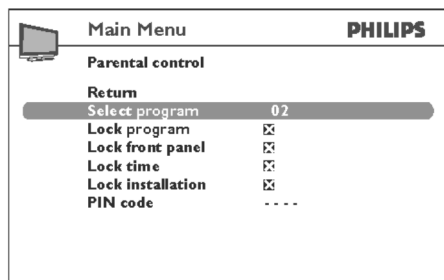 Main Menu PHILIPS
Parental control
Return
Select program 02
Lock program
Lock front panel
Lock time
Lock installation
PIN code - - - -